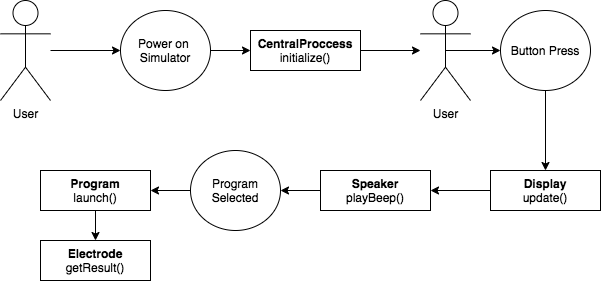 Power on
Simulator
CentralProccess
initialize()
Button Press
User
User
Program
launch()
Program
Selected
Speaker
playBeep()
Display
update()
Electrode
getResult()